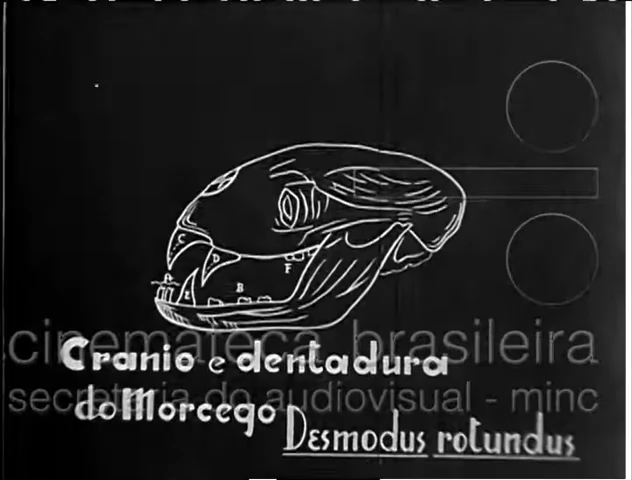 C
D
F
A
E
B
cinemateca brasileira
Cranio e dentadura
secretaria do audiovisual - minc
do Morcego
Desmodus rotundus